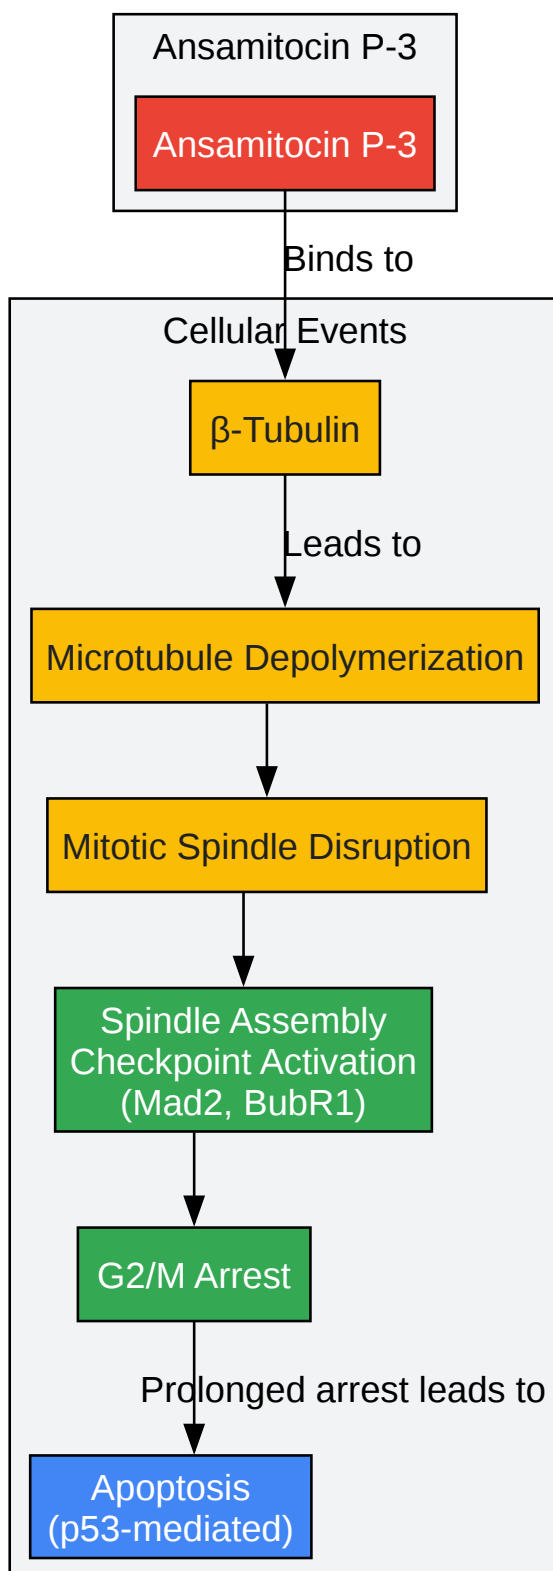 Ansamitocin P-3
Ansamitocin P-3
Binds to
Cellular Events
β-Tubulin
Leads to
Microtubule Depolymerization
Mitotic Spindle Disruption
Spindle Assembly
Checkpoint Activation
(Mad2, BubR1)
G2/M Arrest
Prolonged arrest leads to
Apoptosis
(p53-mediated)